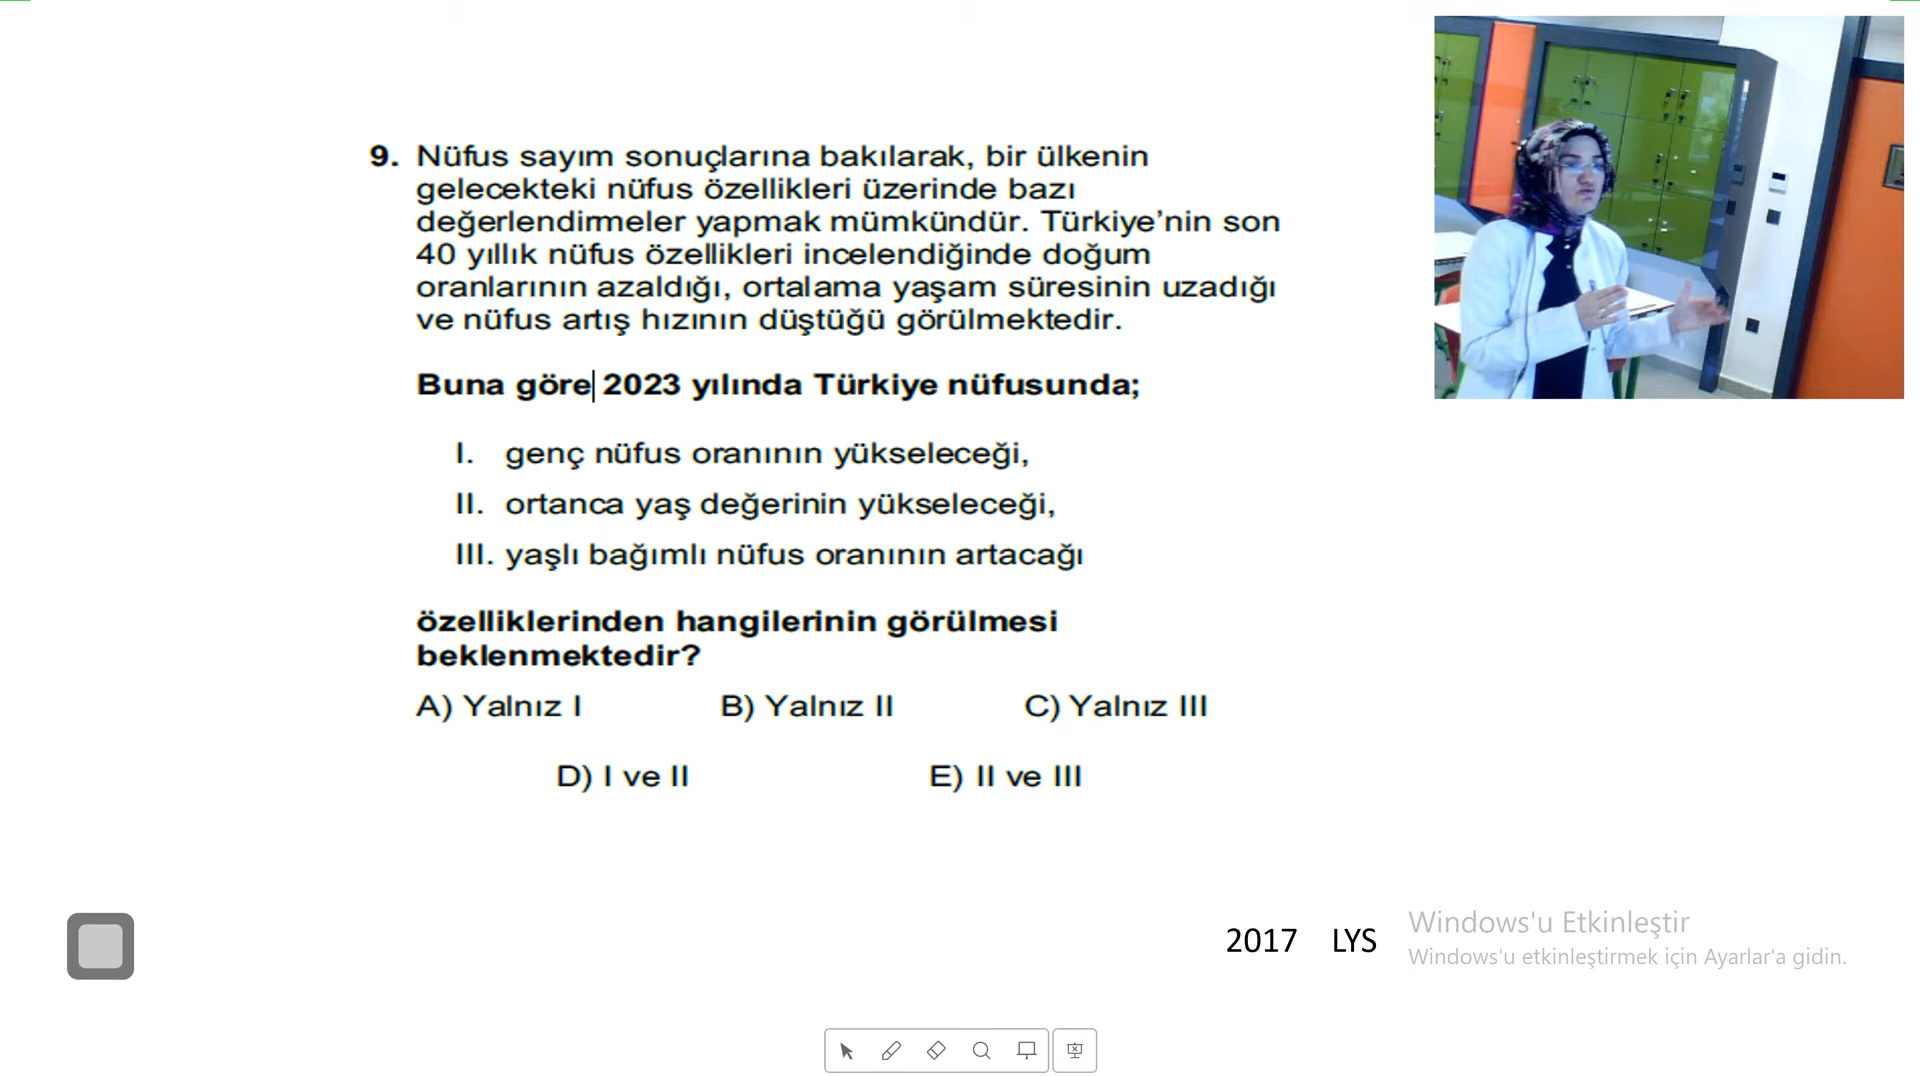 9. Nüfus sayım sonuçlarına bakılarak, bir ülkenin
gelecekteki nüfus özellikleri üzerinde bazı
değerlendirmeler yapmak mümkündür. Türkiye’nin son
40 yıllık nüfus özellikleri incelendiğinde doğum
oranlarının azaldığı, ortalama yaşam süresinin uzadığı
ve nüfus artış hızının düştüğü görülmektedir.
Buna göre 2023 yılında Türkiye nüfusunda;
I. genç nüfus oranının yükseleceği,
II. ortanca yaş değerinin yükseleceği,
III. yaşlı bağımlı nüfus oranının artacağı
özelliklerinden hangilerinin görülmesi
beklenmektedir?
A) Yalnız I B) Yalnız II C) Yalnız III
D) I ve II E) II ve III
2017 LYS
Windows'u Etkinleştir
Windows'u etkinleştirmek için Ayarlar'a gidin.